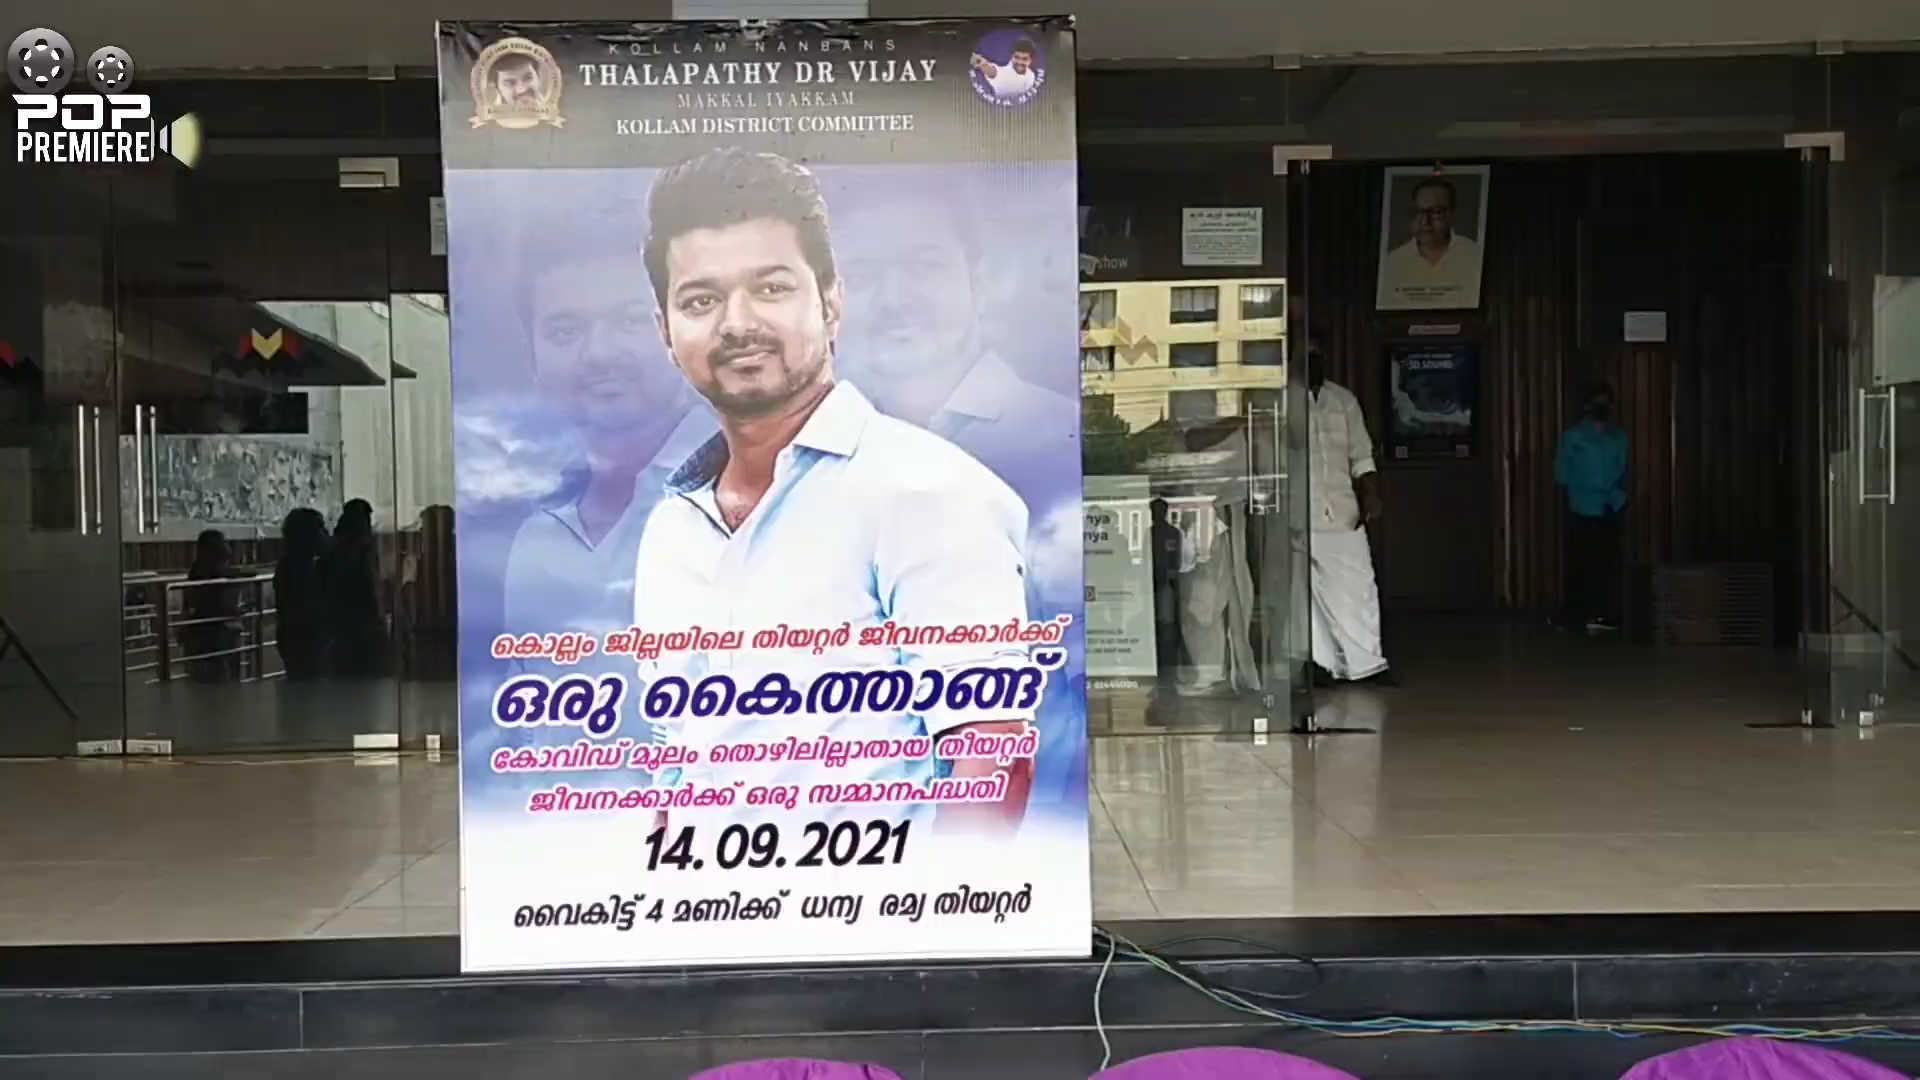 POP
PREMIERE
KOLLAM NANBANS
THALAPATHY DR VIJAY
MAKKAL IYAKKAM
KOLLAM DISTRICT COMMITTEE
കൊല്ലം ജില്ലയിലെ തിയറ്റർ ജീവനക്കാർക്ക്
ഒരു കൈത്താങ്ങ്
കോവിഡ് മൂലം തൊഴിലില്ലാതായ തീയറ്റർ
ജീവനക്കാർക്ക് ഒരു സമ്മാനപദ്ധതി
14.09.2021
വൈകിട്ട് 4 മണിക്ക് ധന്യ രമ്യ തിയറ്റർ
show